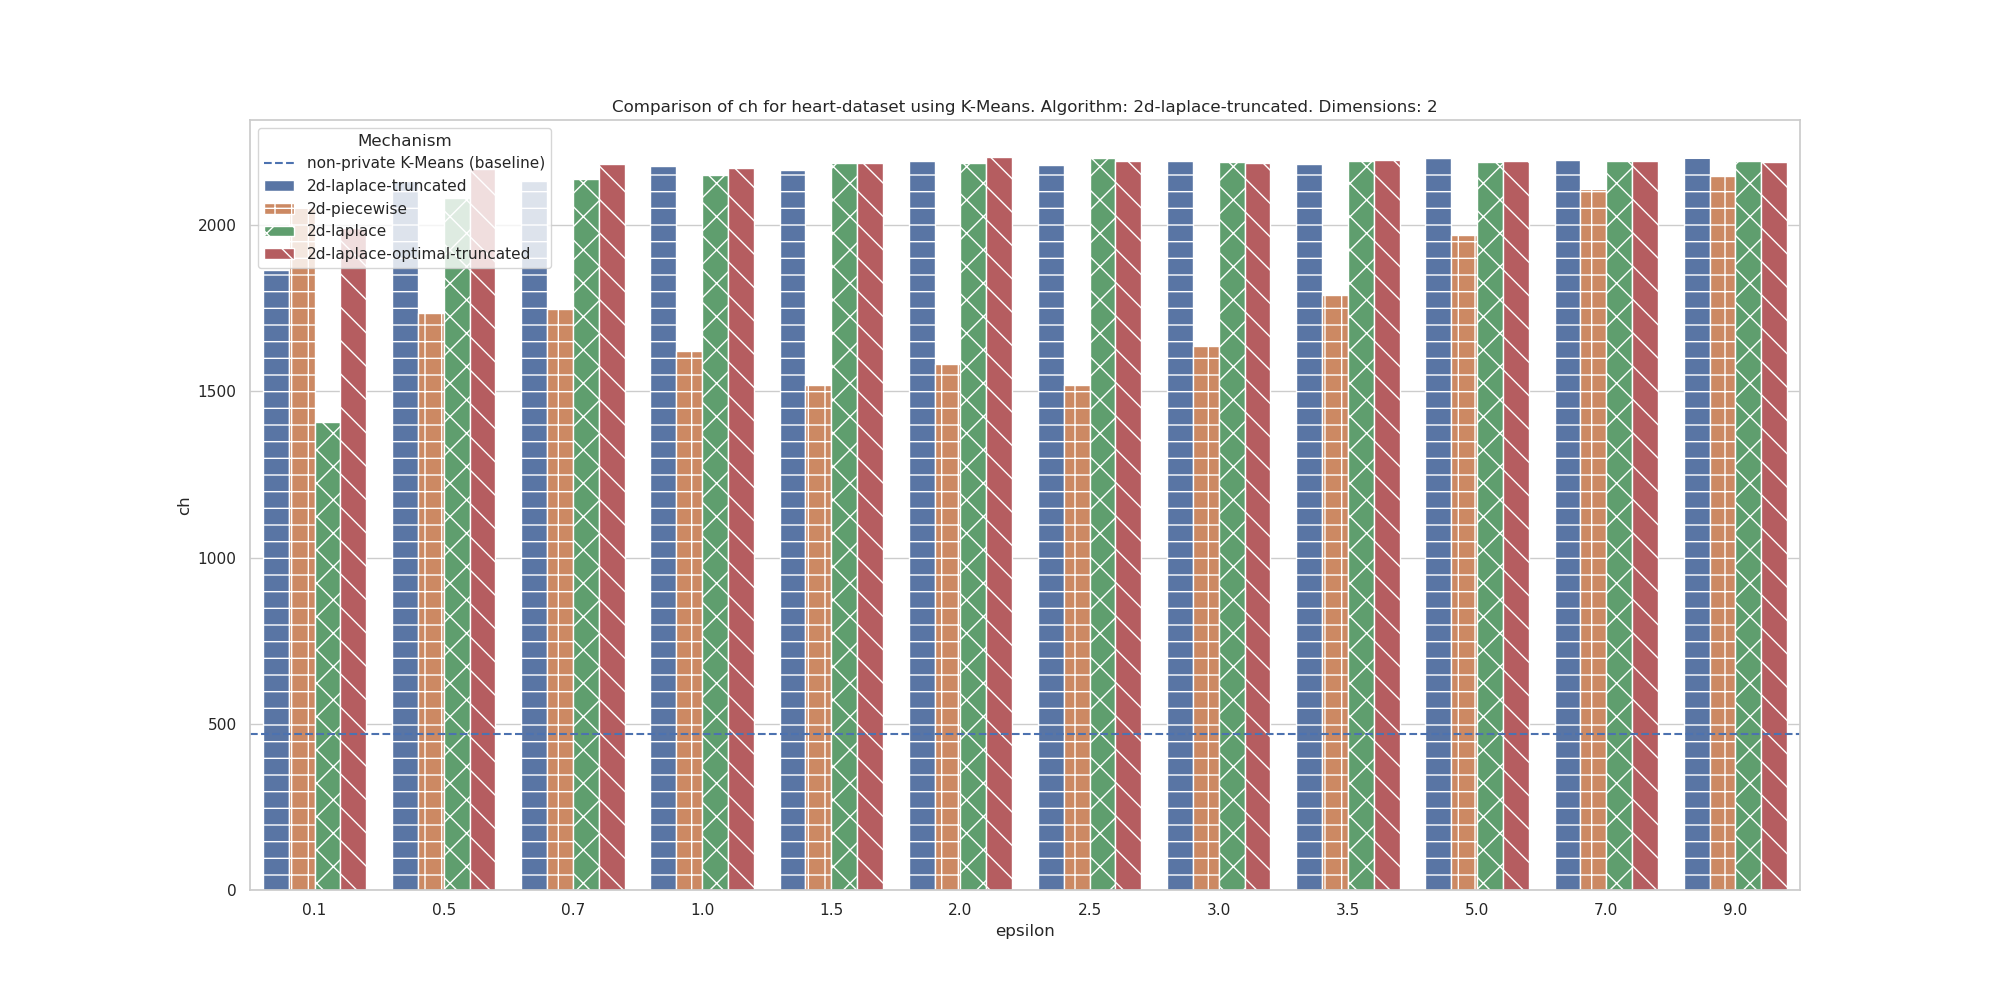 Comparison of ch for heart-dataset using K-Means. Algorithm: 2d-laplace-truncated. Dimensions: 2
Mechanism
non-private K-Means (baseline)
2d-laplace-truncated
2d-piecewise
2d-laplace
2d-laplace-optimal-truncated
2000
1500
1000
500
0
ch
0.1 0.5 0.7 1.0 1.5 2.0 2.5 3.0 3.5 5.0 7.0 9.0
epsilon